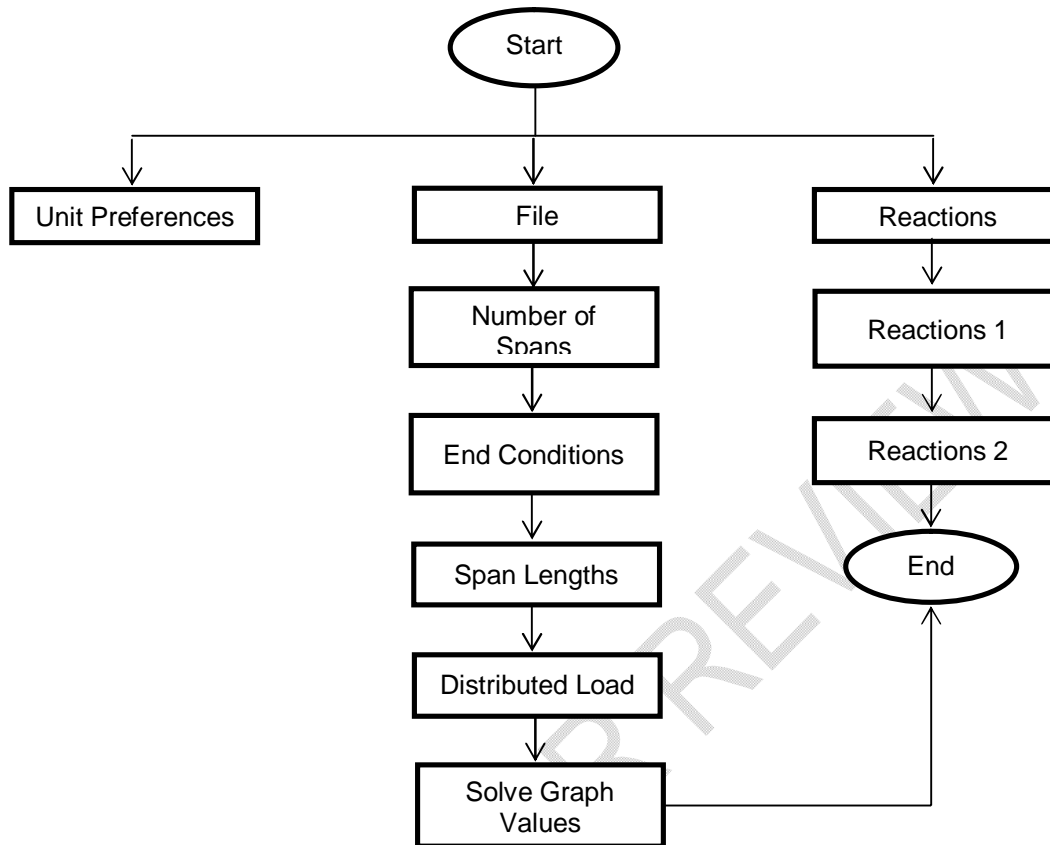 Start
Unit Preferences
File
Reactions
Number of
Spans
Reactions 1
End Conditions
Reactions 2
Span Lengths
End
Distributed Load
Solve Graph
Values
R REVIEW